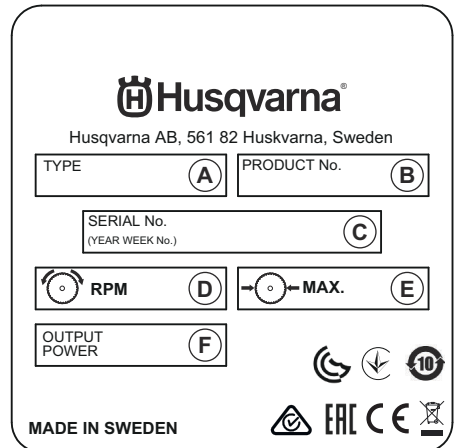 Husqvarna®
Husqvarna AB, 561 82 Huskvarna, Sweden
TYPE A
PRODUCT No. B
SERIAL No. C
(YEAR WEEK No.)
RPM D
MAX. E
OUTPUT
POWER F
10
MADE IN SWEDEN
EAC CE